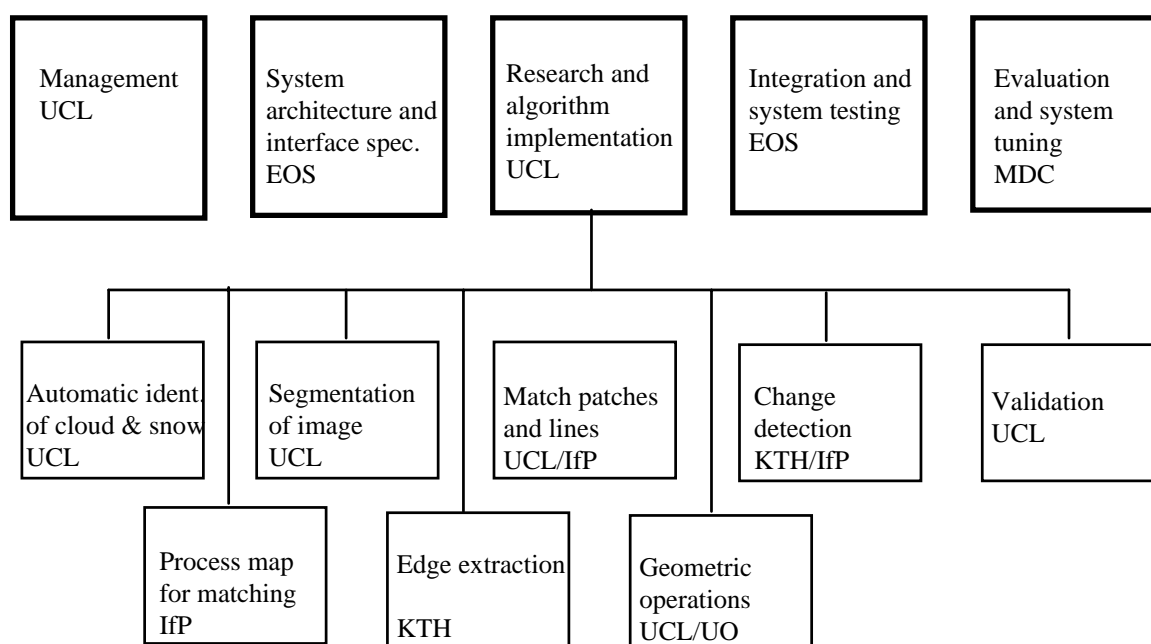 Management
UCL
System
architecture and
interface spec.
EOS
Research and
algorithm
implementation
UCL
Integration and
system testing
EOS
Evaluation
and system
tuning
MDC
Automatic ident.
of cloud & snow
UCL
Segmentation
of image
UCL
Match patches
and lines
UCL/IfP
Change
detection
KTH/IfP
Validation
UCL
Process map
for matching
IfP
Edge extraction
KTH
Geometric
operations
UCL/UO